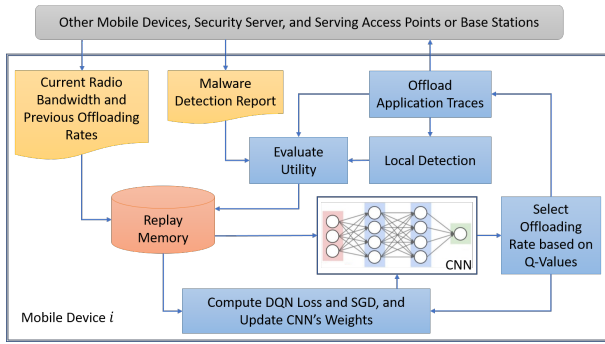 Other Mobile Devices, Security Server, and Serving Access Points or Base Stations
Current Radio
Bandwidth and
Previous Offloading
Rates
Malware
Detection Report
Offload
Application Traces
Evaluate
Utility
Local Detection
Replay
Memory
CNN
Select
Offloading
Rate based on
Q-Values
Compute DQN Loss and SGD, and
Update CNN's Weights
Mobile Device i